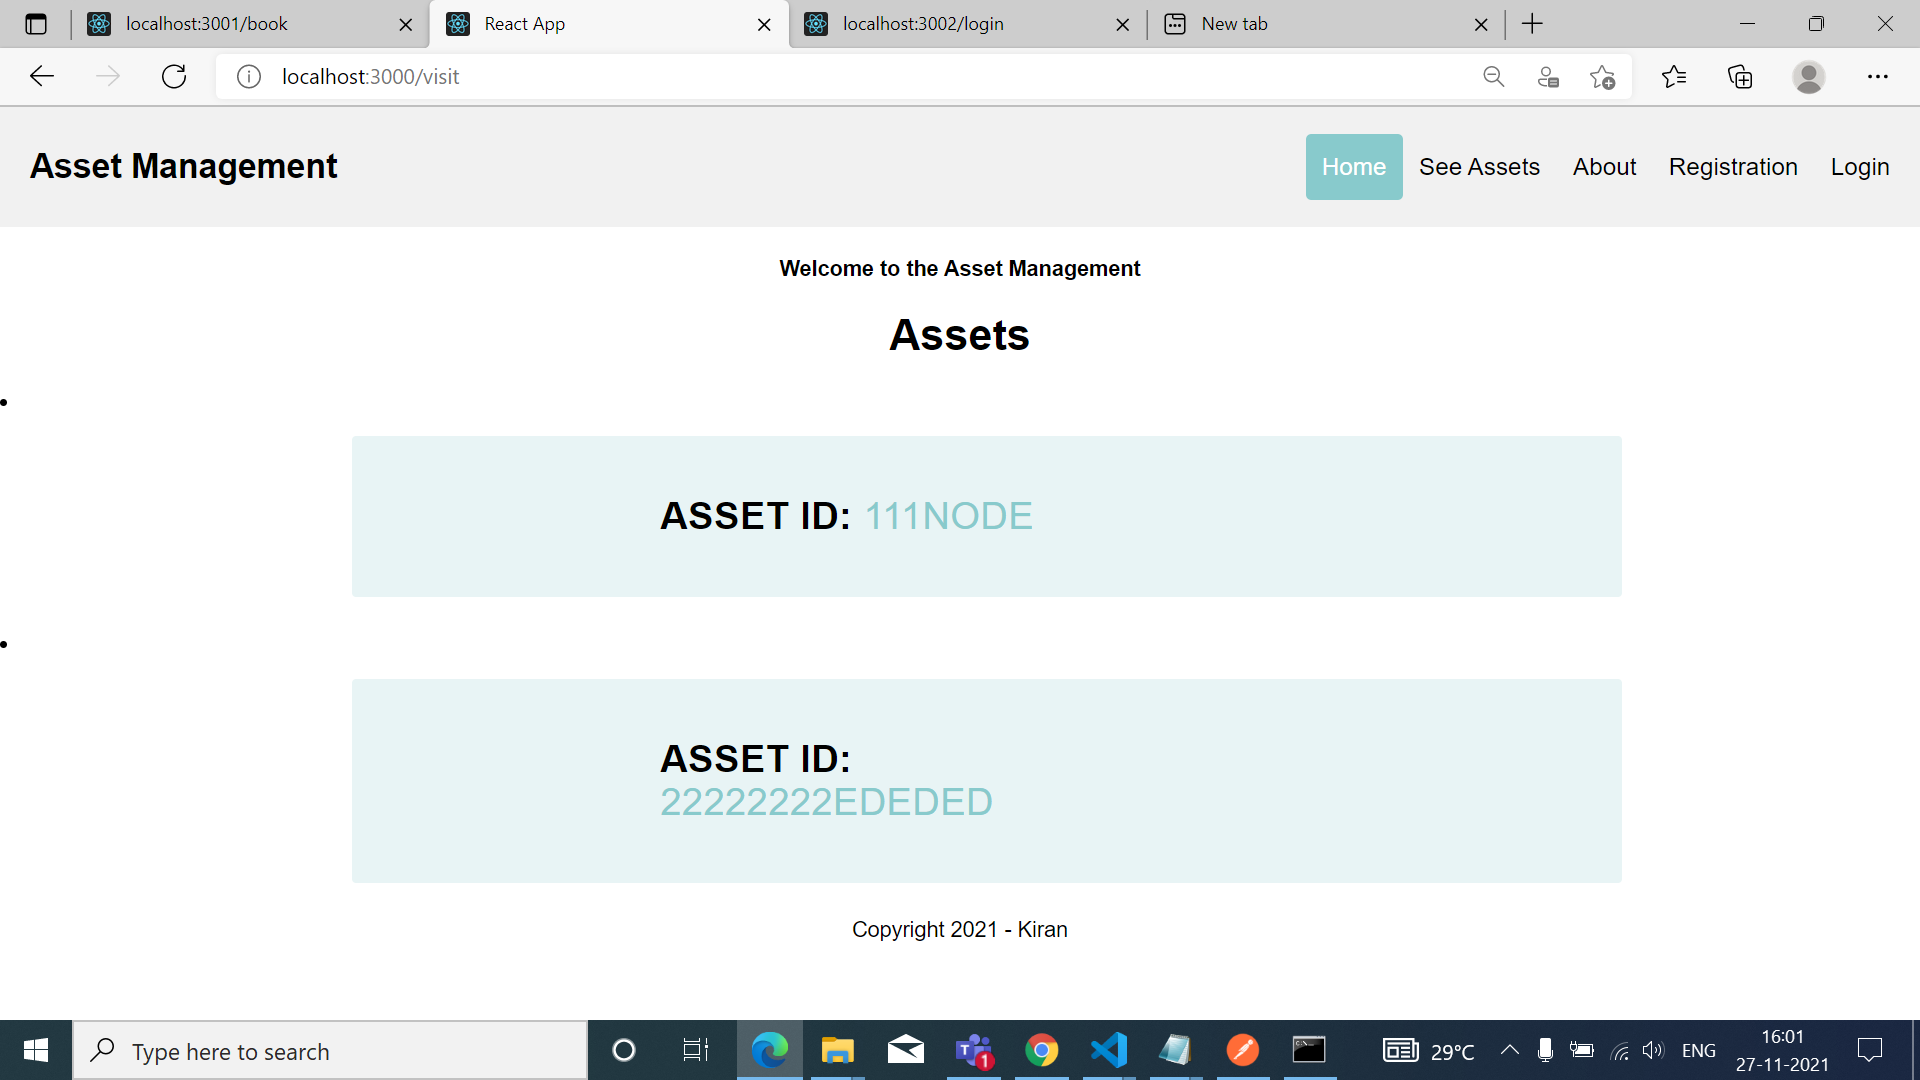 localhost:3001/book
React App
localhost:3002/login
New tab
localhost:3000/visit
Asset Management
Home
See Assets
About
Registration
Login
Welcome to the Asset Management
Assets
ASSET ID: 111NODE
ASSET ID:
22222222EDEDED
Copyright 2021 - Kiran
Type here to search
1
29°C
ENG
16:01
27-11-2021